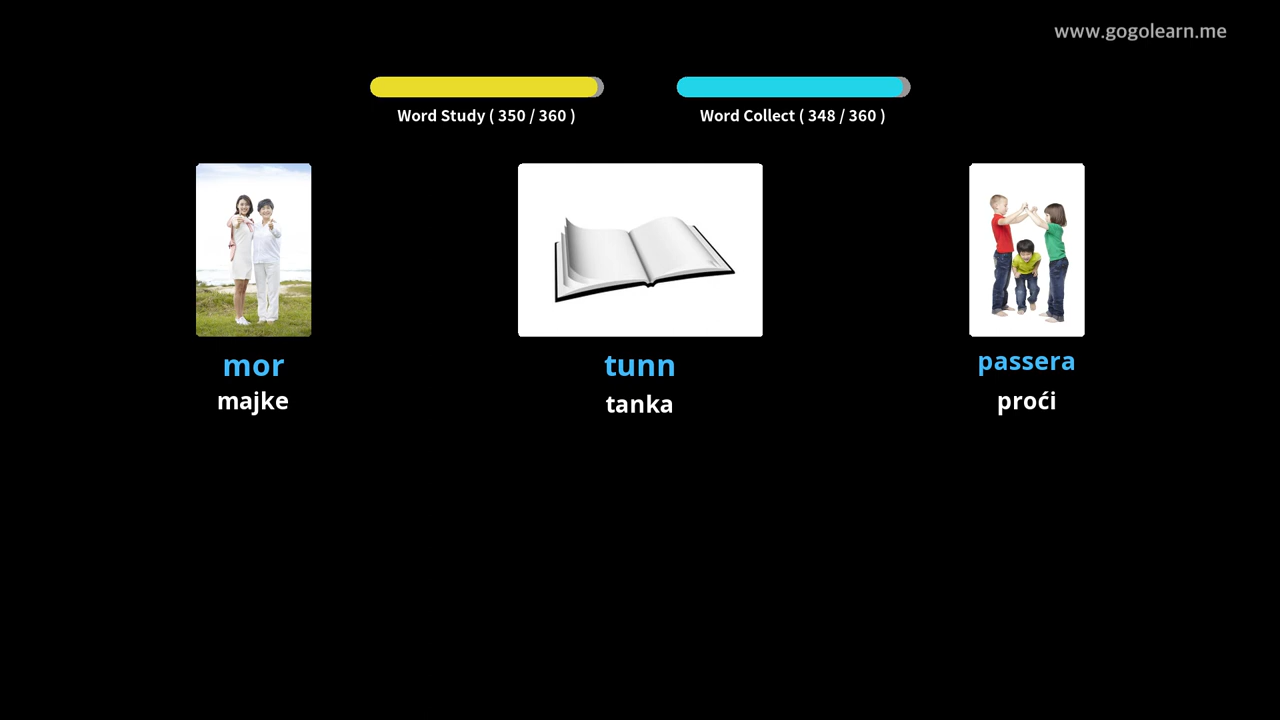 www.gogolearn.me
Word Study ( 350 / 360 )
Word Collect ( 348 / 360 )
mor
majke
tunn
tanka
passera
proći